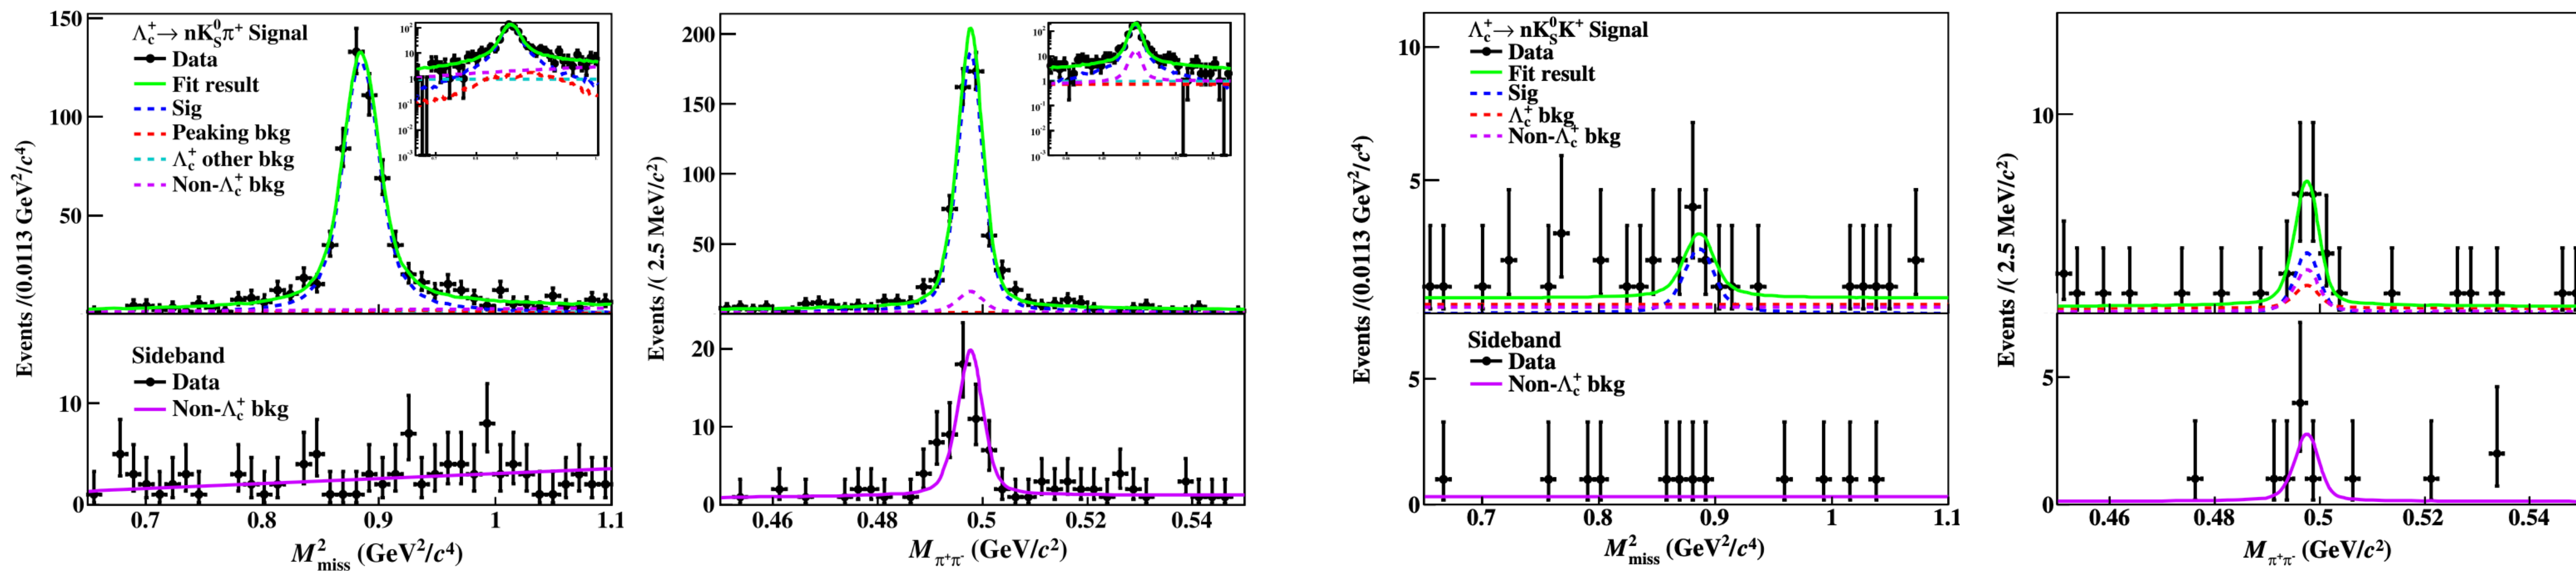 Λc+→ nKS0π+ Signal
Data
Fit result
Sig
Peaking bkg
Λc+ other bkg
Non-Λc+ bkg
150
100
50
Events /(0.0113 GeV2/c4)
Sideband
Data
Non-Λc+ bkg
10
0
0.7 0.8 0.9 1 1.1
M2miss (GeV2/c4)
200
150
100
50
Events /( 2.5 MeV/c2)
20
10
0
0.46 0.48 0.5 0.52 0.54
Mπ+π- (GeV/c2)
Λc+→ nKS0K+ Signal
Data
Fit result
Sig
Λc+ bkg
Non-Λc+ bkg
10
5
Events /(0.0113 GeV2/c4)
Sideband
Data
Non-Λc+ bkg
5
0
0.7 0.8 0.9 1 1.1
M2miss (GeV2/c4)
10
Events /( 2.5 MeV/c2)
5
0
0.46 0.48 0.5 0.52 0.54
Mπ+π- (GeV/c2)